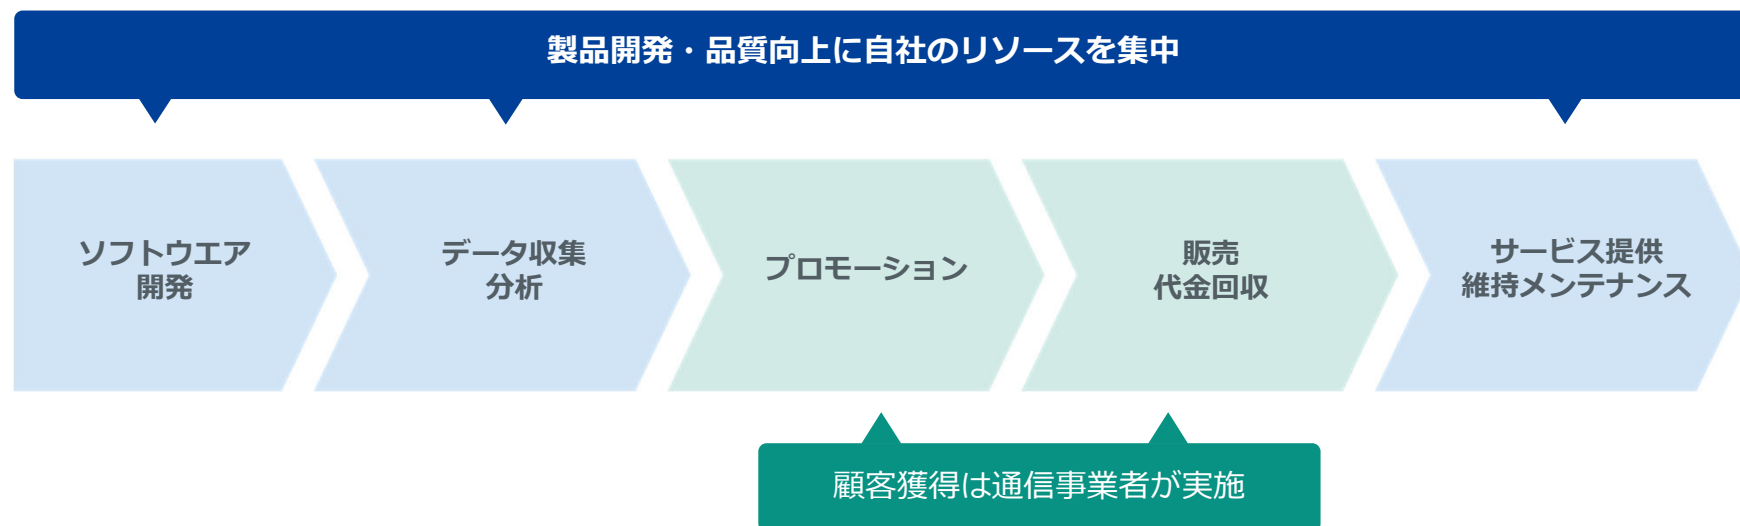 製品開発・品質向上に自社のリソースを集中
ソフトウエア
開発
データ収集
分析
プロモーション
販売
代金回収
サービス提供
維持メンテナンス
顧客獲得は通信事業者が実施